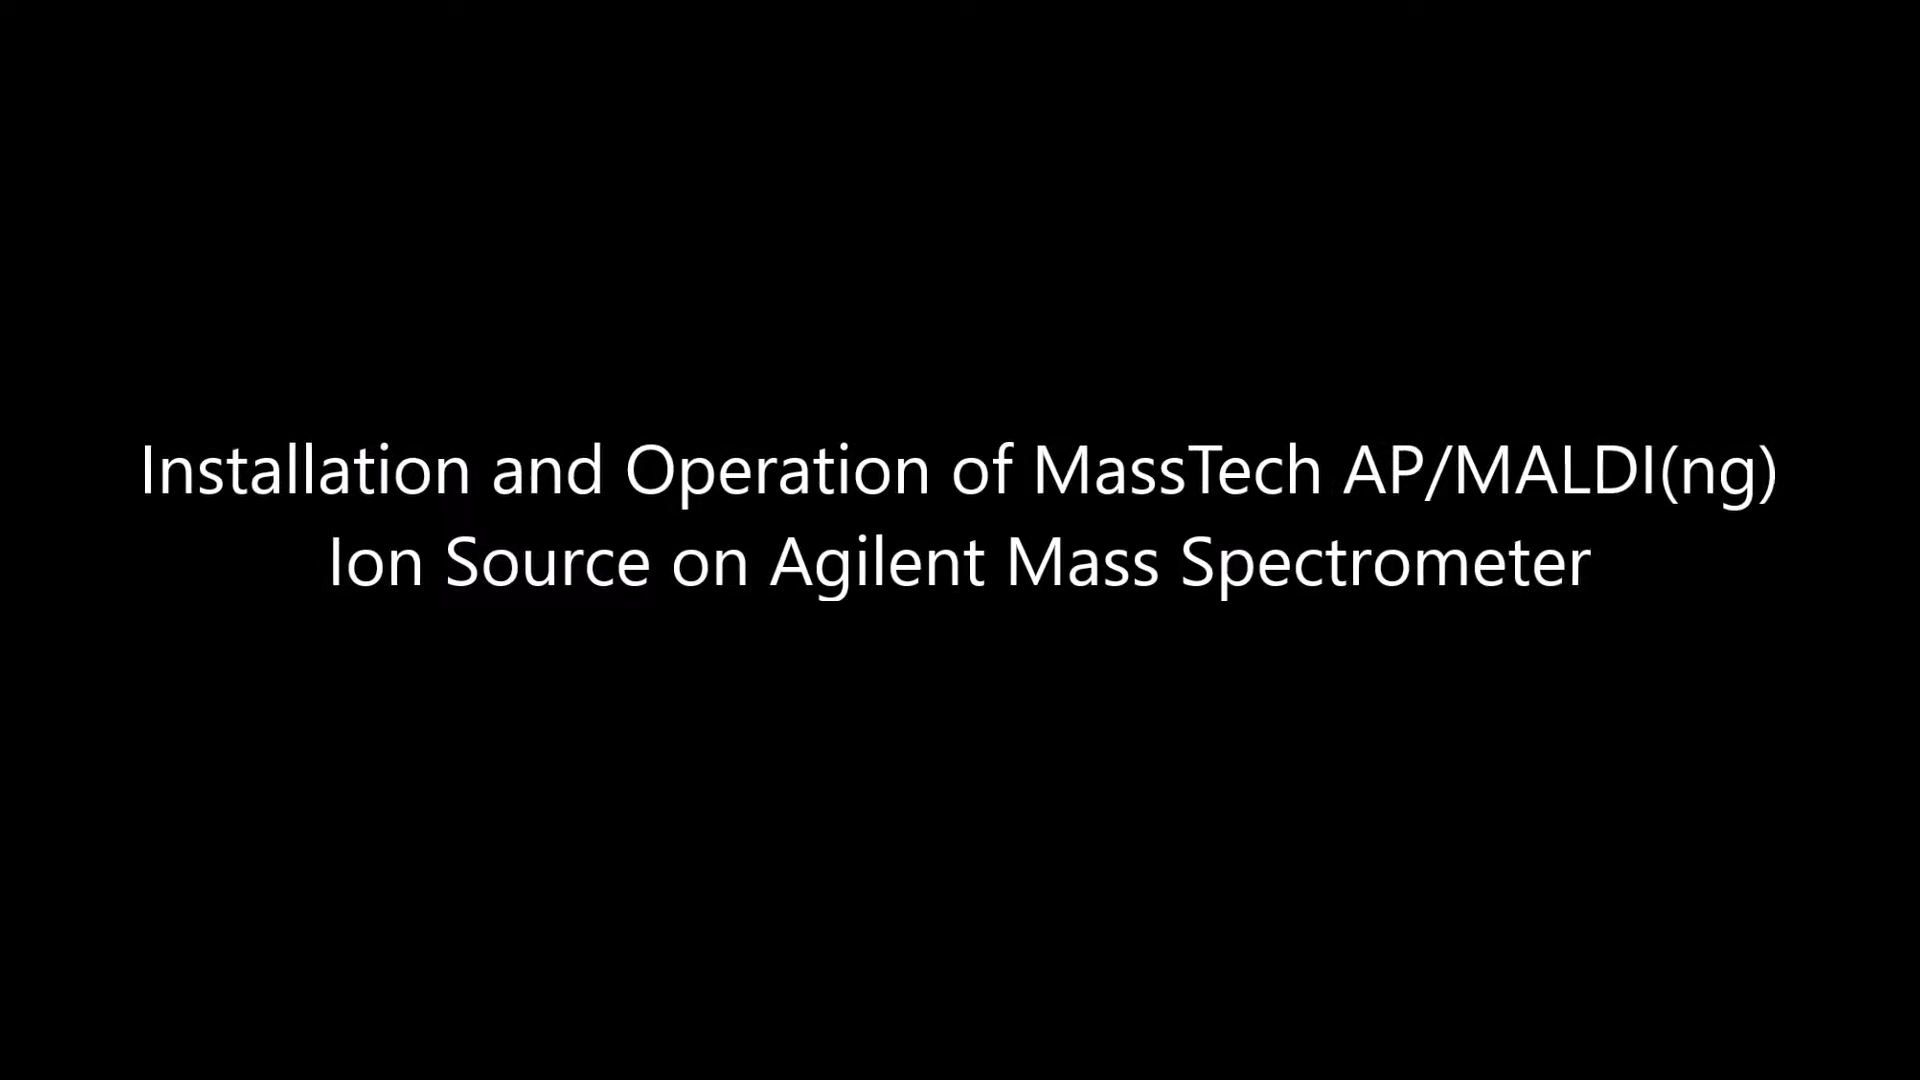 Installation and Operation of MassTech AP/MALDI(ng)
Ion Source on Agilent Mass Spectrometer